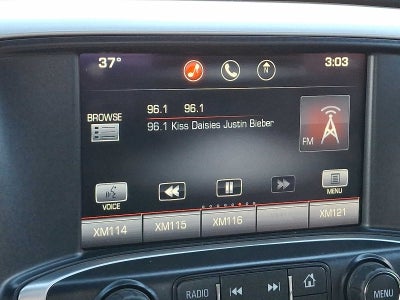 37°
N
3:03
BROWSE
96.1 96.1
96.1 Kiss Daisies Justin Bieber
FM
VOICE
MENU
XM114 XM115 XM116 XM121
RADIO
MENU